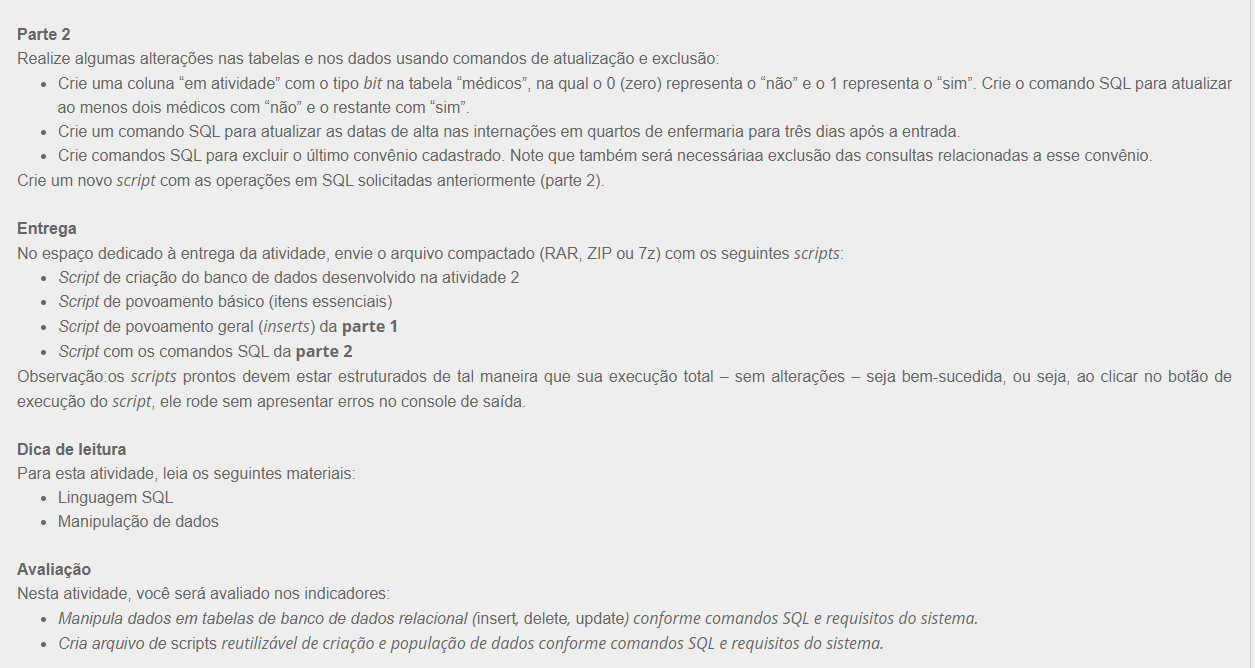 Parte 2
Realize algumas alterações nas tabelas e nos dados usando comandos de atualização e exclusão:
• Crie uma coluna “em atividade” com o tipo bit na tabela “médicos”, na qual o 0 (zero) representa o “não” e o 1 representa o “sim”. Crie o comando SQL para atualizar
ao menos dois médicos com “não” e o restante com “sim”.
• Crie um comando SQL para atualizar as datas de alta nas internações em quartos de enfermaria para três dias após a entrada.
• Crie comandos SQL para excluir o último convênio cadastrado. Note que também será necessáriaa exclusão das consultas relacionadas a esse convênio.
Crie um novo script com as operações em SQL solicitadas anteriormente (parte 2).
Entrega
No espaço dedicado à entrega da atividade, envie o arquivo compactado (RAR, ZIP ou 7z) com os seguintes scripts:
• Script de criação do banco de dados desenvolvido na atividade 2
• Script de povoamento básico (itens essenciais)
• Script de povoamento geral (inserts) da parte 1
• Script com os comandos SQL da parte 2
Observação:os scripts prontos devem estar estruturados de tal maneira que sua execução total – sem alterações – seja bem-sucedida, ou seja, ao clicar no botão de
execução do script, ele rode sem apresentar erros no console de saída.
Dica de leitura
Para esta atividade, leia os seguintes materiais:
• Linguagem SQL
• Manipulação de dados
Avaliação
Nesta atividade, você será avaliado nos indicadores:
• Manipula dados em tabelas de banco de dados relacional (insert, delete, update) conforme comandos SQL e requisitos do sistema.
• Cria arquivo de scripts reutilizável de criação e população de dados conforme comandos SQL e requisitos do sistema.